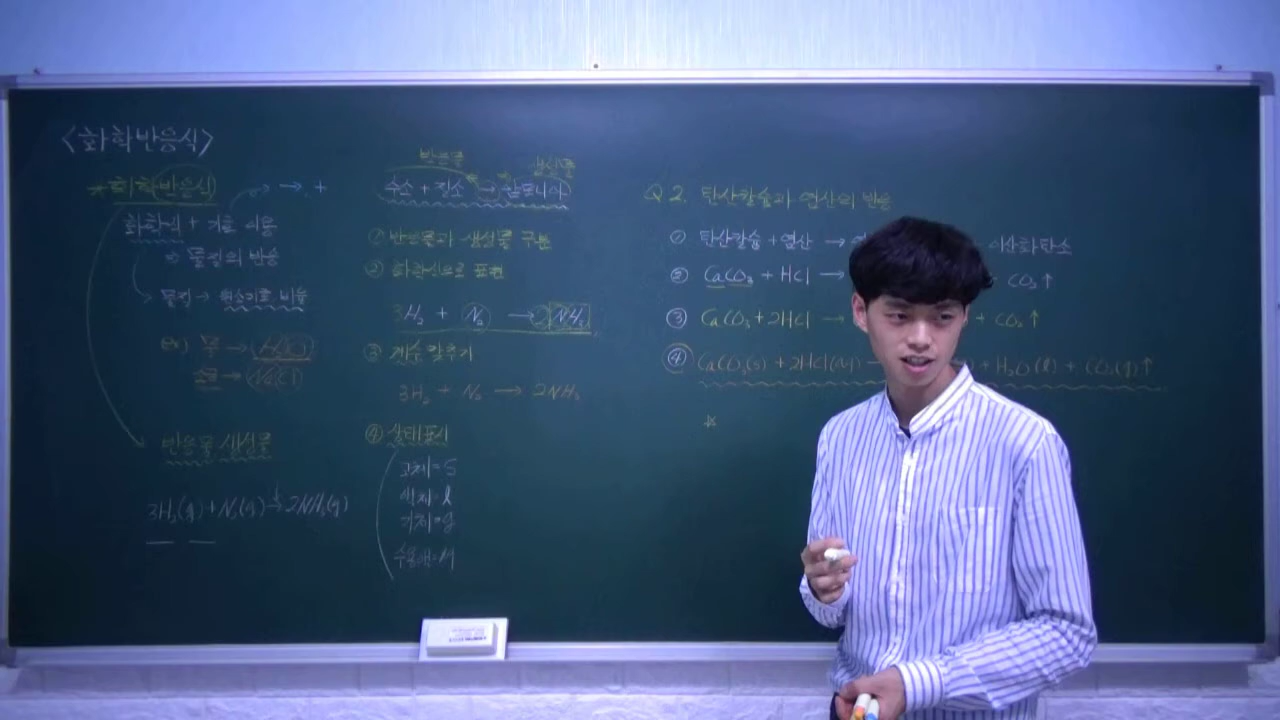 <화학반응식>
*화학반응식 → +
화학식 + 기호 이용
⇒ 물질의 반응
물질 → 원소기호 비율
ex) 물 →
→
반응물 생성물
3H₂(g) + N₂(g) → 2NH₃(g)
반응물 생성물
수소 + 질소 → 암모니아
① 반응물과 생성물 구분
② 화학식으로 표현
3H₂ + N₂ → 2NH₃
③ 계수 맞추기
3H₂ + N₂ → 2NH₃
④ 상태표시
고체=s
액체=l
기체=g
수용액=
Q2. 탄산칼슘과 염산의 반응
① 탄산칼슘 + 염산 → 이산화탄소
② CaCO₃ + HCl → CO₂↑
③ CaCO₃ + 2HCl → + CO₂↑
④ CaCO₃(s) + 2HCl(aq) + H₂O(l) + CO₂(g)↑
☆